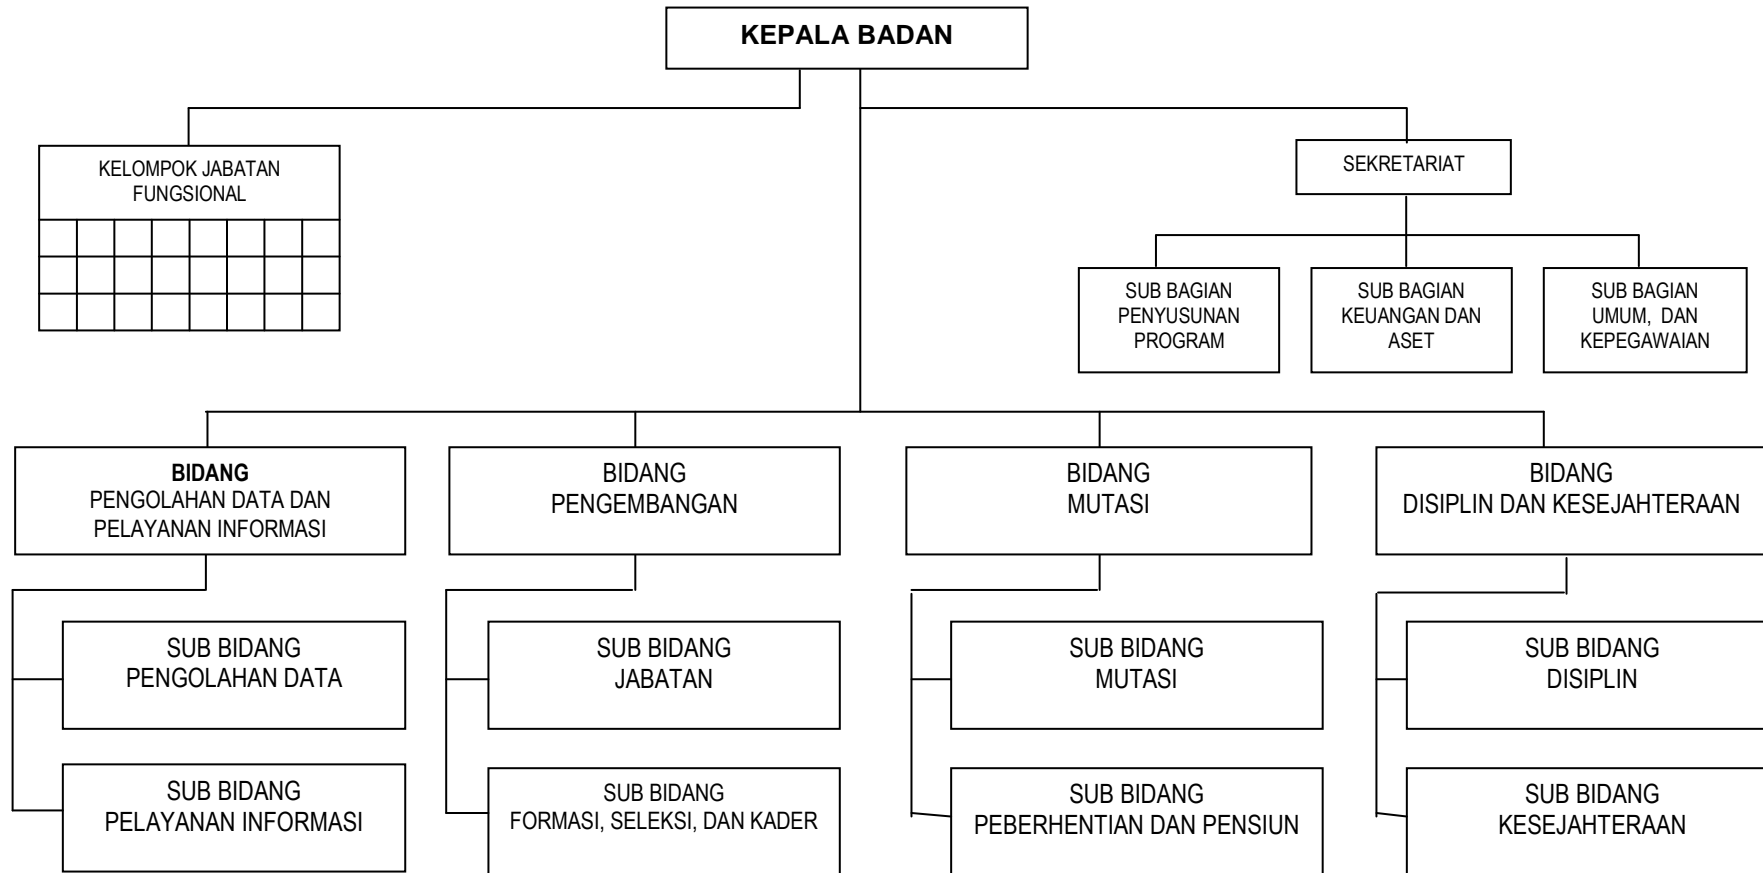 KEPALA BADAN
KELOMPOK JABATAN
FUNGSIONAL
SEKRETARIAT
SUB BAGIAN
PENYUSUNAN
PROGRAM
SUB BAGIAN
KEUANGAN DAN
ASET
SUB BAGIAN
UMUM, DAN
KEPEGAWAIAN
BIDANG
PENGOLAHAN DATA DAN
PELAYANAN INFORMASI
BIDANG
PENGEMBANGAN
BIDANG
MUTASI
BIDANG
DISIPLIN DAN KESEJAHTERAAN
SUB BIDANG
PENGOLAHAN DATA
SUB BIDANG
JABATAN
SUB BIDANG
MUTASI
SUB BIDANG
DISIPLIN
SUB BIDANG
PELAYANAN INFORMASI
SUB BIDANG
FORMASI, SELEKSI, DAN KADER
SUB BIDANG
PEBERHENTIAN DAN PENSIUN
SUB BIDANG
KESEJAHTERAAN